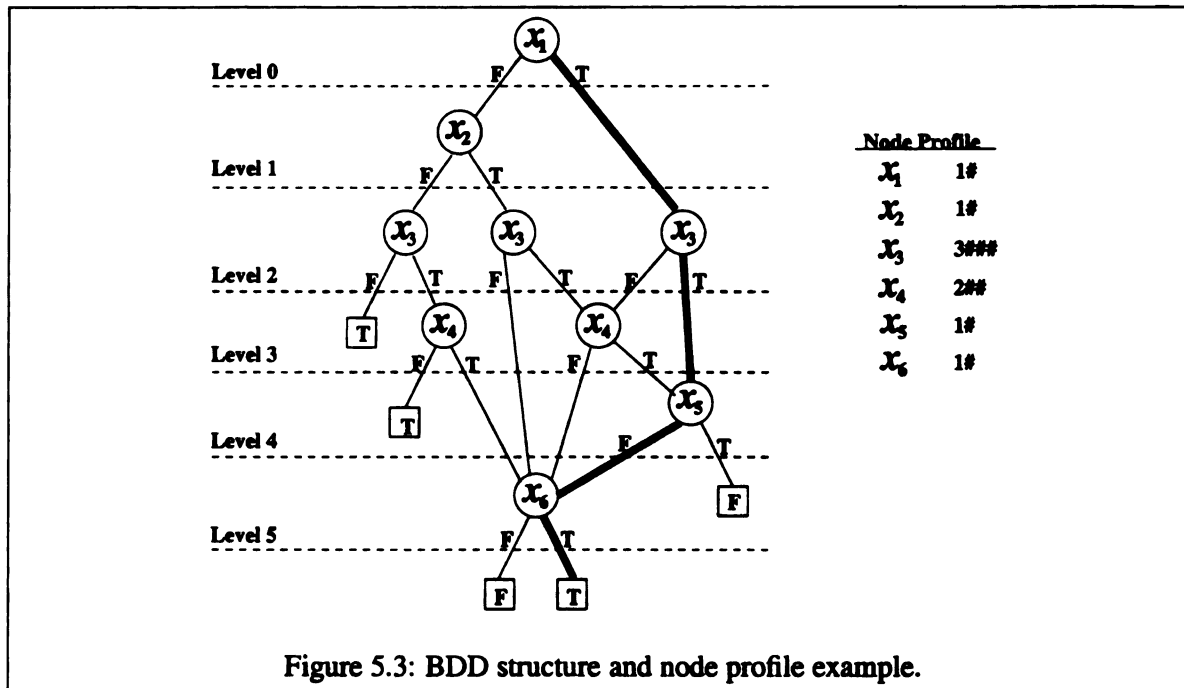 x1
F T
Level 0
x2
Level 1
F T
x3 x3 x3
Level 2
F T F T F T
T x4 x4
Level 3
F T F T
T x5
Level 4
F T
x6 F
Level 5
F T
F T
Node Profile
x1 1#
x2 1#
x3 3###
x4 2##
x5 1#
x6 1#
Figure 5.3: BDD structure and node profile example.